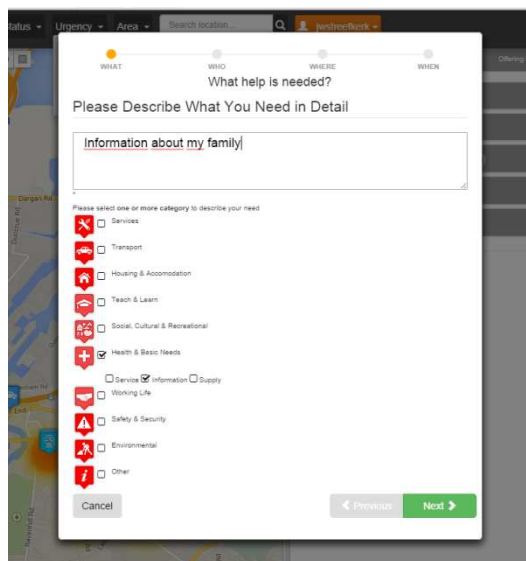 Status Urgency Area Search location... jwstreefkerk
Offering
WHAT WHO WHERE WHEN
What help is needed?
Please Describe What You Need in Detail
Information about my family
Please select one or more category to describe your need
Services
Transport
Housing & Accomodation
Teach & Learn
Social, Cultural & Recreational
Health & Basic Needs
Service Information Supply
Working Life
Safety & Security
Environmental
Other
Cancel Previous Next
Dargan Rd